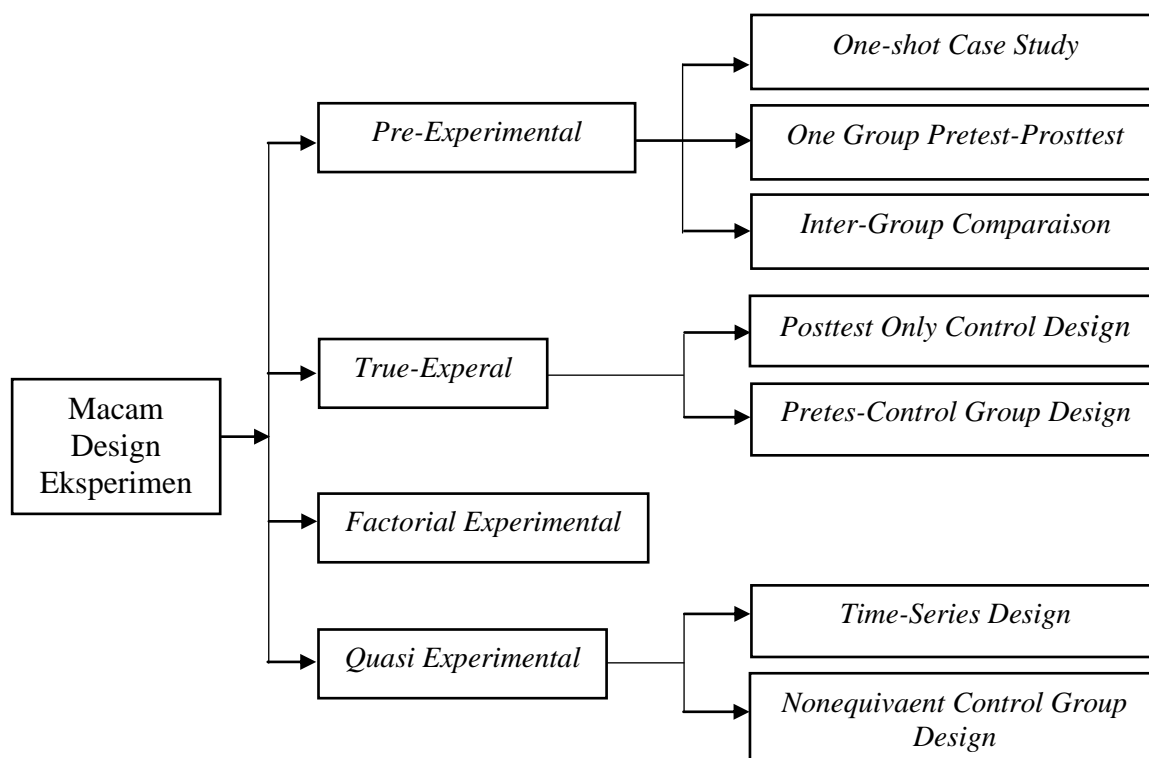 Macam
Design
Eksperimen
Pre-Experimental
One-shot Case Study
One Group Pretest-Prosttest
Inter-Group Comparaison
True-Experal
Posttest Only Control Design
Pretes-Control Group Design
Factorial Experimental
Quasi Experimental
Time-Series Design
Nonequivaent Control Group
Design